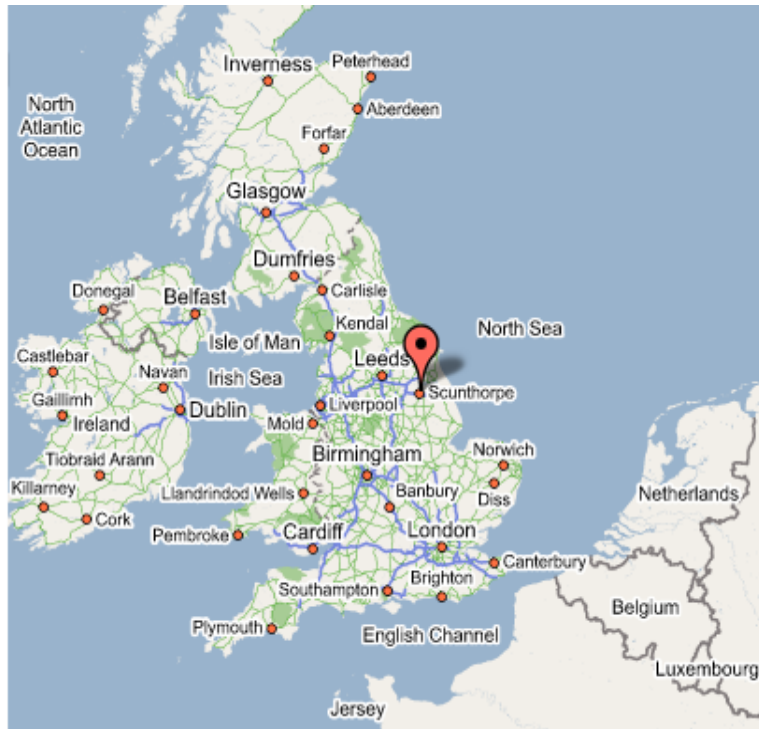 Inverness
Peterhead
North
Atlantic
Ocean
Aberdeen
Forfar
Glasgow
Dumfries
Carlisle
Donegal
Belfast
Kendal
North Sea
Isle of Man
Castlebar
Leeds
Navan
Irish Sea
Scunthorpe
Gaillimh
Dublin
Liverpool
Ireland
Mold
Norwich
Tiobraid Arann
Birmingham
Killarney
Llandrindod Wells
Banbury
Diss
Netherlands
Cork
Pembroke
Cardiff
London
Canterbury
Southampton
Brighton
Belgium
Plymouth
English Channel
Luxembourg
Jersey